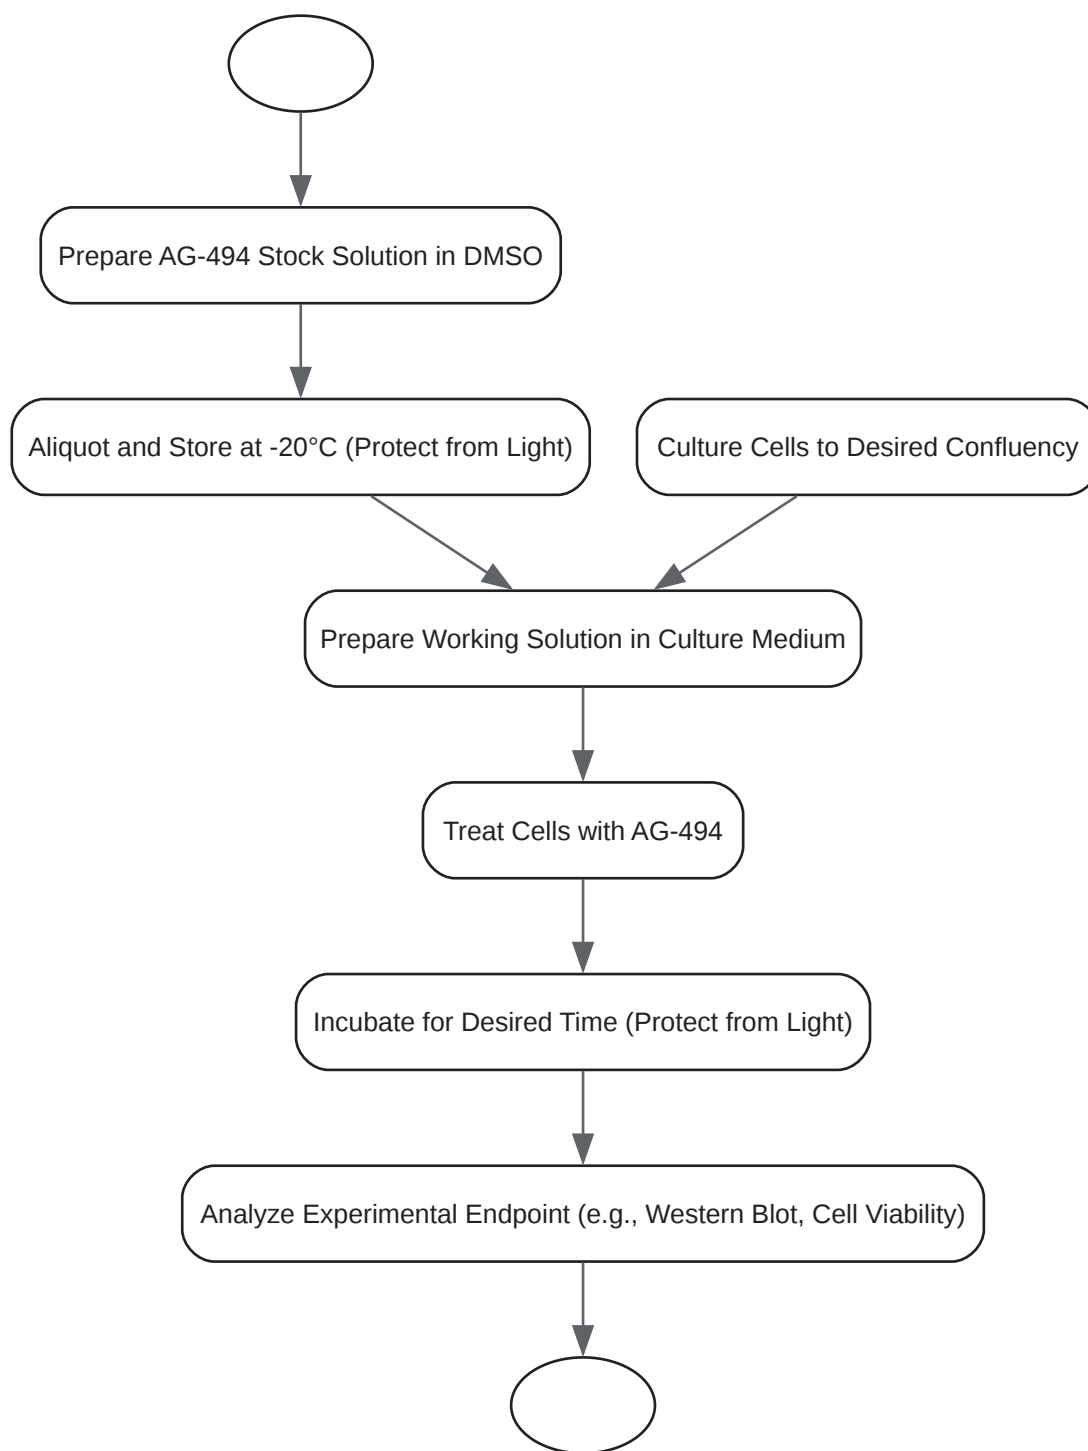 Prepare AG-494 Stock Solution in DMSO
Aliquot and Store at -20°C (Protect from Light)
Culture Cells to Desired Confluency
Prepare Working Solution in Culture Medium
Treat Cells with AG-494
Incubate for Desired Time (Protect from Light)
Analyze Experimental Endpoint (e.g., Western Blot, Cell Viability)